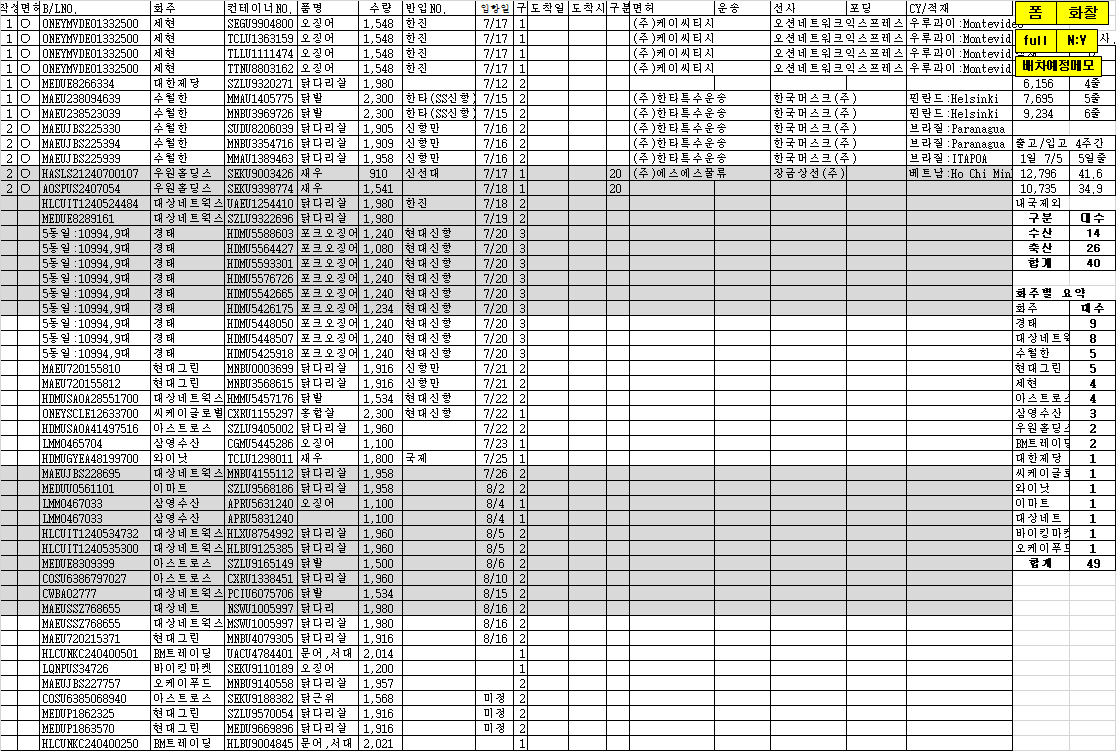 작성 면허 B/LNO. 화주 컨테이너NO. 품명 수량 반입NO. 입항일 구 도착일 도착시 구분 면허 운송 선사 포딩 CY/적재 폼 화찰
1 O ONEYMVDE01332500 세현 SEGU9904800 오징어 1,548 한진 7/17 1 (주)케이씨티시 오션네트워크익스프레스 우루과이:Montevideo
1 O ONEYMVDE01332500 세현 TCLU1363159 오징어 1,548 한진 7/17 1 (주)케이씨티시 오션네트워크익스프레스 우루과이:Montevid full N:Y
1 O ONEYMVDE01332500 세현 TLLU1111474 오징어 1,548 한진 7/17 1 (주)케이씨티시 오션네트워크익스프레스 우루과이:Montevideo
1 O ONEYMVDE01332500 세현 TTNU8803162 오징어 1,548 한진 7/17 1 (주)케이씨티시 오션네트워크익스프레스 우루과이:Montevid 배차예정메모
1 O MEDUE8266334 대한제당 SZLU9320271 닭다리살 1,980 7/12 2 6,156 4줄
1 O MAEU238094639 수월한 MMAU1405775 닭발 2,300 한타(SS신항) 7/15 2 (주)한타특수운송 한국머스크(주) 핀란드:Helsinki 7,695 5줄
1 O MAEU238523039 수월한 MNBU3969726 닭발 2,300 한타(SS신항) 7/15 2 (주)한타특수운송 한국머스크(주) 핀란드:Helsinki 9,234 6줄
2 O MAEUJBS225330 수월한 SUDU8206039 닭다리살 1,905 신항만 7/16 2 (주)한타특수운송 한국머스크(주) 브라질:Paranagua
2 O MAEUJBS225394 수월한 MNBU3354716 닭다리살 1,909 신항만 7/16 2 (주)한타특수운송 한국머스크(주) 브라질:Paranagua 출고/입고 4주간
2 O MAEUJBS225939 수월한 MMAU1389463 닭다리살 1,958 신항만 7/16 2 (주)한타특수운송 한국머스크(주) 브라질:ITAPOA 1일 7/5 5일줄
2 O HASLS21240700107 우원홀딩스 SEKU9003426 새우 910 신선대 7/17 1 20 (주)에스에스물류 장금상선(주) 베트남:Ho Chi Minh 12,796 41.6
2 O AOSPUS2407054 우원홀딩스 SEKU9398774 새우 1,541 7/18 1 20 10,735 34.9
HLCUIT1240524484 대상네트웍스 UAEU1254410 닭다리살 1,980 한진 7/18 2 내국제외
MEDUE8289161 대상네트웍스 SZLU9322696 닭다리살 1,980 7/19 2 구분 대수
5동일:10994,9대 경태 HDMU5588603 포크오징어 1,240 현대신항 7/20 3 수산 14
5동일:10994,9대 경태 HDMU5564427 포크오징어 1,080 현대신항 7/20 3 축산 26
5동일:10994,9대 경태 HDMU5593301 포크오징어 1,240 현대신항 7/20 3 합계 40
5동일:10994,9대 경태 HDMU5576726 포크오징어 1,240 현대신항 7/20 3
5동일:10994,9대 경태 HDMU5542665 포크오징어 1,240 현대신항 7/20 3 화주별 요약
5동일:10994,9대 경태 HDMU5426175 포크오징어 1,234 현대신항 7/20 3 화주 대수
5동일:10994,9대 경태 HDMU5448050 포크오징어 1,240 현대신항 7/20 3 경태 9
5동일:10994,9대 경태 HDMU5448507 포크오징어 1,240 현대신항 7/20 3 대상네트웍 8
5동일:10994,9대 경태 HDMU5425918 포크오징어 1,240 현대신항 7/20 3 수월한 5
MAEU720155810 현대그린 MNBU0003699 닭다리살 1,916 신항만 7/21 2 현대그린 5
MAEU720155812 현대그린 MNBU3568615 닭다리살 1,916 신항만 7/21 2 세현 4
HDMUSAOA28551700 대상네트웍스 HMMU5457176 닭발 1,534 현대신항 7/22 2 아스트로스 4
ONEYSCLE12633700 씨케이글로벌 CXRU1155297 홍합살 2,300 현대신항 7/22 1 삼영수산 3
HDMUSAOA41497516 아스트로스 SZLU9405002 닭다리살 1,960 7/22 2 우원홀딩스 2
LMM0465704 삼영수산 CGMU5445286 오징어 1,100 7/23 1 BM트레이딩 2
HDMUGYEA48199700 와이낫 TCLU1298011 새우 1,800 국제 7/25 1 대한제당 1
MAEUJBS228695 대상네트웍스 MNBU4155112 닭다리살 1,960 7/26 2 씨케이글로 1
MEDUU0561101 이마트 SZLU9568186 닭다리살 1,958 8/2 2 와이낫 1
LMM0467033 삼영수산 APRU5631240 오징어 1,100 8/4 1 이마트 1
LMM0467033 삼영수산 APRU5831240 1,100 8/4 1 대상네트 1
HLCUIT1240534732 대상네트웍스 HLXU8754992 닭다리살 1,960 8/5 2 바이킹마켓 1
HLCUIT1240535300 대상네트웍스 HLBU9125385 닭다리살 1,960 8/5 2 오케이푸드 1
MEDUE8309399 아스트로스 SZLU9165149 닭발 1,500 8/6 2 합계 49
COSU6386797027 아스트로스 CXRU1338451 닭다리살 1,960 8/10 2
CWBA02777 대상네트웍스 PCIU6075706 닭발 1,534 8/15 2
MAEUSSZ768655 대상네트 NSWU1005997 닭다리 1,980 8/16 2
MAEUSSZ768655 대상네트웍스 MSWU1005997 닭다리살 1,980 8/16 2
MAEU720215371 현대그린 MNBU4079305 닭다리살 1,916 8/16 2
HLCUNKC240400501 BM트레이딩 UACU4784401 문어,서대 2,014 1
LQNPUS34726 바이킹마켓 SEKU9110189 오징어 1,200 1
MAEUJBS227757 오케이푸드 MNBU9140558 닭다리살 1,957 2
COSU6385068940 아스트로스 SEKU9188382 닭근위 1,568 미정 2
MEDUP1862325 현대그린 SZLU9570054 닭다리살 1,916 미정 2
MEDUP1863570 현대그린 MEDU9669896 닭다리살 1,916 미정 2
HLCUNKC240400250 BM트레이딩 HLBU9004845 문어,서대 2,021 1